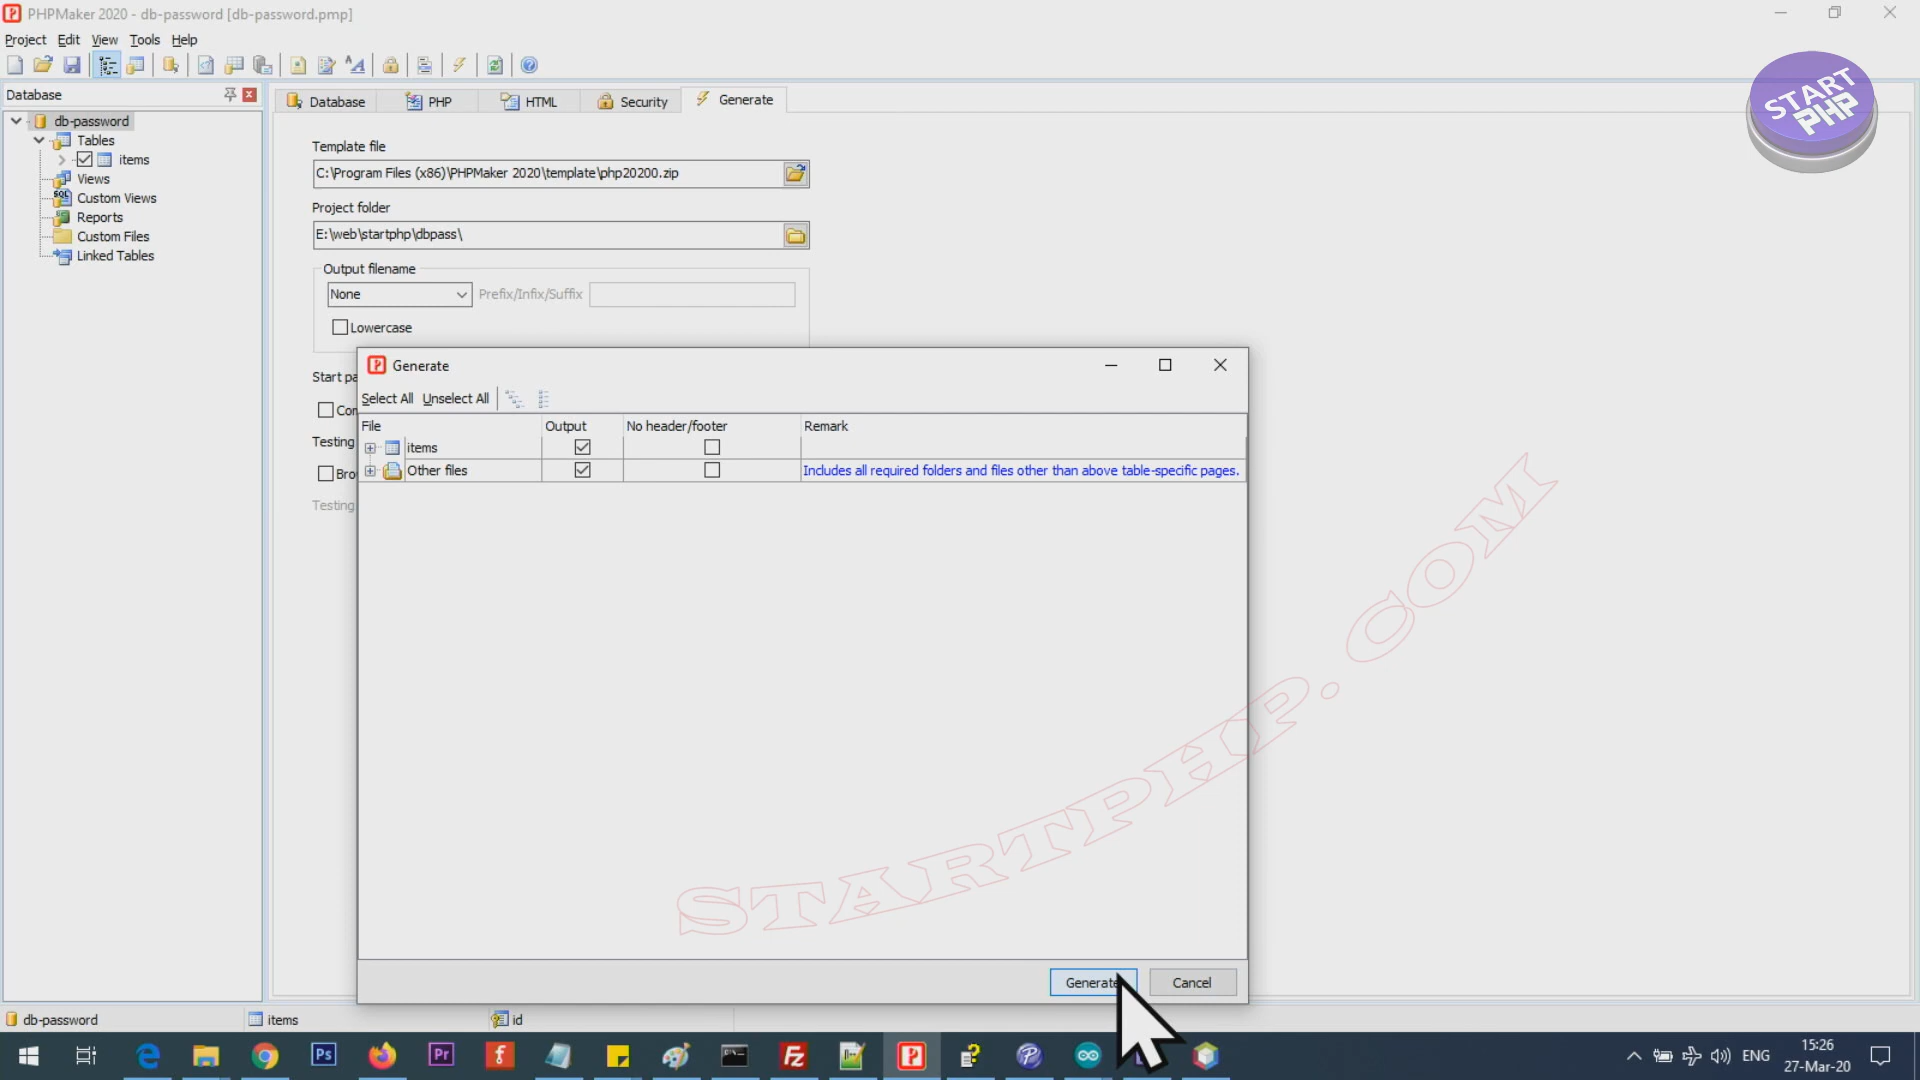 PHPMaker 2020 - db-password [db-password.pmp]
Project Edit View Tools Help
START PHP
Database
Database PHP HTML Security Generate
db-password
Tables
items
Views
Custom Views
Reports
Custom Files
Linked Tables
Template file
C:\Program Files (x86)\PHPMaker 2020\template\php20200.zip
Project folder
E:\web\startphp\dbpass\
Output filename
None Prefix/Infix/Suffix
Lowercase
Start pa
Con
Testing
Bro
Testing
Generate
Select All Unselect All
File Output No header/footer Remark
items
Other files Includes all required folders and files other than above table-specific pages.
STARTPHP.COM
Generate Cancel
db-password items id
ENG
15:26
27-Mar-20